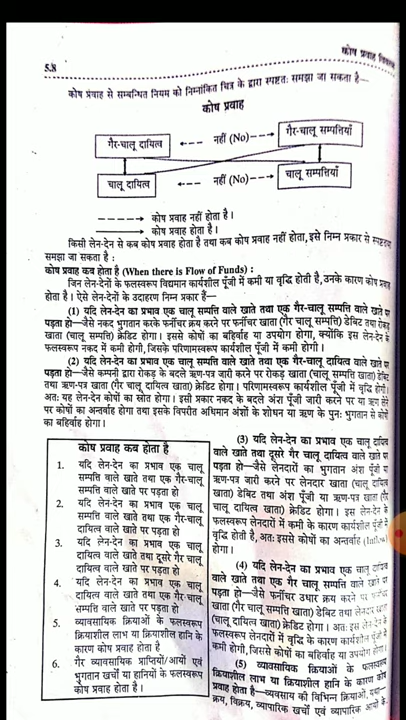 कोष प्रवाह
5.8
कोष प्रवाह से सम्बन्धित नियम को निम्नांकित चित्र के द्वारा स्पष्टतः समझा जा सकता है—
कोष प्रवाह
गैर-चालू दायित्व
नहीं (No)
गैर-चालू सम्पत्तियाँ
चालू दायित्व
नहीं (No)
चालू सम्पत्तियाँ
कोष प्रवाह नहीं होता है।
कोष प्रवाह होता है।
किसी लेन-देन से कब कोष प्रवाह होता है तथा कब कोष प्रवाह नहीं होता, इसे निम्न प्रकार से
समझा जा सकता है :
कोष प्रवाह कब होता है (When there is Flow of Funds) :
जिन लेन-देनों के फलस्वरूप विद्यमान कार्यशील पूँजी में कमी या वृद्धि होती है, उनके कारण कोष प्रवाह
होता है। ऐसे लेन-देनों के उदाहरण निम्न प्रकार है—
(1) यदि लेन-देन का प्रभाव एक चालू सम्पत्ति वाले खाते तथा एक गैर-चालू सम्पत्ति वाले खाते पर
पड़ता हो—जैसे नकद भुगतान करके फर्नीचर क्रय करने पर फर्नीचर खाता (गैर चालू सम्पत्ति) डेबिट तथा रोकड़
खाता (चालू सम्पत्ति) क्रेडिट होगा। इससे कोषों का बहिर्वाह या उपयोग होगा, क्योंकि इस लेन-देन के
फलस्वरूप नकद में कमी होगी, जिसके परिणामस्वरूप कार्यशील पूँजी में कमी होगी।
(2) यदि लेन-देन का प्रभाव एक चालू सम्पत्ति वाले खाते तथा एक गैर-चालू दायित्व वाले खाते पर
पड़ता हो—जैसे कम्पनी द्वारा रोकड़ के बदले ऋण-पत्र जारी करने पर रोकड़ खाता (चालू सम्पत्ति खाता) डेबिट
तथा ऋण-पत्र खाता (गैर चालू दायित्व खाता) क्रेडिट होगा। परिणामस्वरूप कार्यशील पूँजी में वृद्धि होगी।
अतः यह लेन-देन कोषों का स्रोत होगा। इसी प्रकार नकद के बदले अंश पूँजी जारी करने पर या ऋण लेने
पर कोषों का अन्तर्वाह होगा तथा इसके विपरीत अधिमान अंशों के शोधन या ऋण के पुनः भुगतान से कोषों
का बहिर्वाह होगा।
कोष प्रवाह कब होता है
1. यदि लेन-देन का प्रभाव एक चालू
सम्पत्ति वाले खाते तथा एक गैर-चालू
सम्पत्ति वाले खाते पर पड़ता हो
2. यदि लेन-देन का प्रभाव एक चालू
सम्पत्ति वाले खाते तथा एक गैर-चालू
दायित्व वाले खाते पर पड़ता हो
3. यदि लेन-देन का प्रभाव एक चालू
दायित्व वाले खाते तथा दूसरे गैर चालू
दायित्व वाले खाते पर पड़ता हो
4. यदि लेन-देन का प्रभाव एक चालू
दायित्व वाले खाते तथा एक गैर चालू
सम्पत्ति वाले खाते पर पड़ता हो
5. व्यावसायिक क्रियाओं के फलस्वरूप
क्रियाशील लाभ या क्रियाशील हानि के
कारण कोष प्रवाह होता है
6. गैर व्यावसायिक प्राप्तियों/आयों एवं
भुगतान खर्चों या हानियों के फलस्वरूप
कोष प्रवाह होता है।
(3) यदि लेन-देन का प्रभाव एक चालू दायित्व
वाले खाते तथा दूसरे गैर चालू दायित्व वाले खाते पर
पड़ता हो—जैसे लेनदारों का भुगतान अंश पूँजी या
ऋण-पत्र जारी करने पर लेनदार खाता (चालू दायित्व
खाता) डेबिट तथा अंश पूँजी या ऋण-पत्र खाता (गैर
चालू दायित्व खाता) क्रेडिट होगा। इस लेन-देन के
फलस्वरूप लेनदारों में कमी के कारण कार्यशील पूँजी में
वृद्धि होती है, अतः इससे कोषों का अन्तर्वाह (Inflow)
होगा।
(4) यदि लेन-देन का प्रभाव एक चालू दायित्व
वाले खाते तथा एक गैर चालू सम्पत्ति वाले खाते पर
पड़ता हो—जैसे फर्नीचर उधार क्रय करने पर फर्नीचर
खाता (गैर चालू सम्पत्ति खाता) डेबिट तथा लेनदार खाता
(चालू दायित्व खाता) क्रेडिट होगा। अतः इस लेन-देन के
फलस्वरूप लेनदारों में वृद्धि के कारण कार्यशील पूँजी में
कमी होगी, जिससे कोषों का बहिर्वाह या उपयोग होगा।
(5) व्यावसायिक क्रियाओं के फलस्वरूप
क्रियाशील लाभ या क्रियाशील हानि के कारण कोष
प्रवाह होता है—व्यवसाय की विभिन्न क्रियाओं, यथा—
क्रय, विक्रय, व्यापारिक खर्चों एवं व्यापारिक आयों के